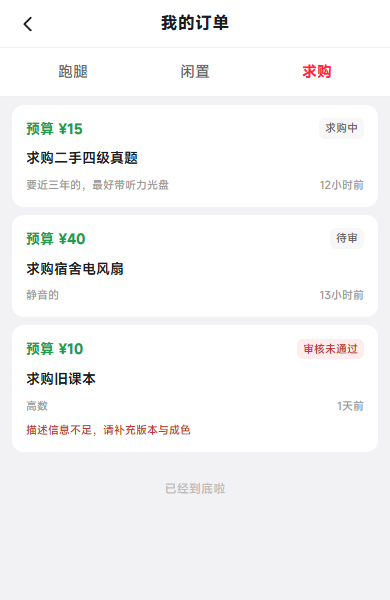 我的订单
跑腿 闲置 求购
预算 ¥15 求购中
求购二手四级真题
要近三年的，最好带听力光盘 12小时前
预算 ¥40 待审
求购宿舍电风扇
静音的 13小时前
预算 ¥10 审核未通过
求购旧课本
高数 1天前
描述信息不足，请补充版本与成色
已经到底啦